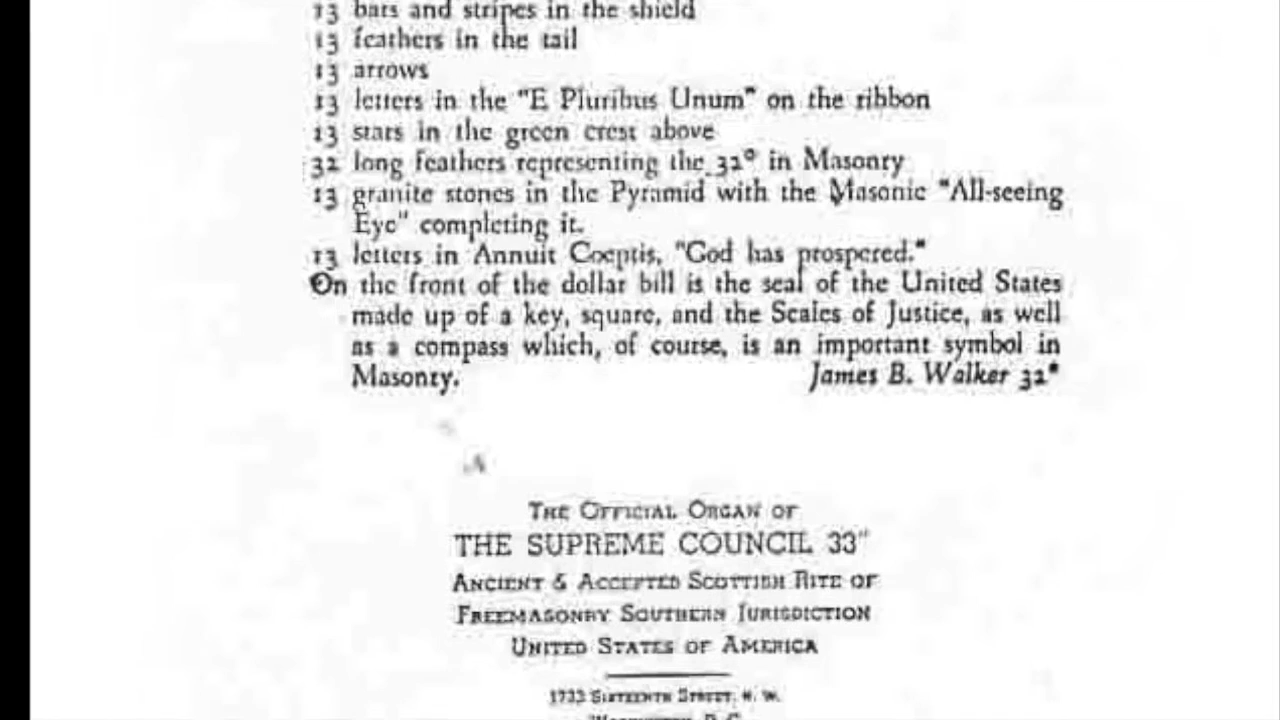 13 bars and stripes in the shield
13 feathers in the tail
13 arrows
13 letters in the "E Pluribus Unum" on the ribbon
13 stars in the green crest above
32 long feathers representing the 32° in Masonry
13 granite stones in the Pyramid with the Masonic "All-seeing
Eye" completing it.
13 letters in Annuit Coeptis, "God has prospered."
On the front of the dollar bill is the seal of the United States
made up of a key, square, and the Scales of Justice, as well
as a compass which, of course, is an important symbol in
Masonry. James B. Walker 32°
THE OFFICIAL ORGAN OF
THE SUPREME COUNCIL 33°
ANCIENT & ACCEPTED SCOTTISH RITE OF
FREEMASONRY SOUTHERN JURISDICTION
UNITED STATES OF AMERICA
1733 SIXTEENTH STREET, N. W.
WASHINGTON, D. C.